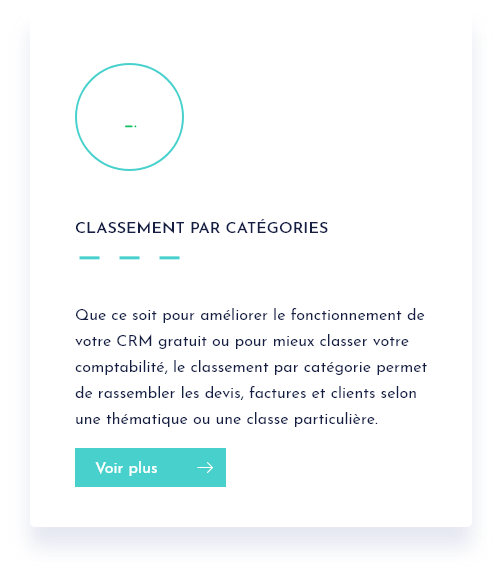 CLASSEMENT PAR CATÉGORIES
Que ce soit pour améliorer le fonctionnement de
votre CRM gratuit ou pour mieux classer votre
comptabilité, le classement par catégorie permet
de rassembler les devis, factures et clients selon
une thématique ou une classe particulière.
Voir plus